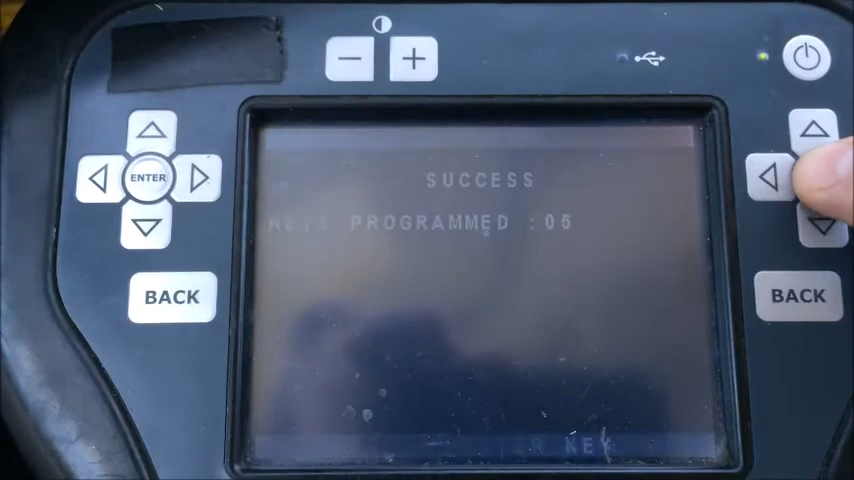 SUCCESS
KEYS PROGRAMMED :05
ENTER
BACK
BACK
KEY